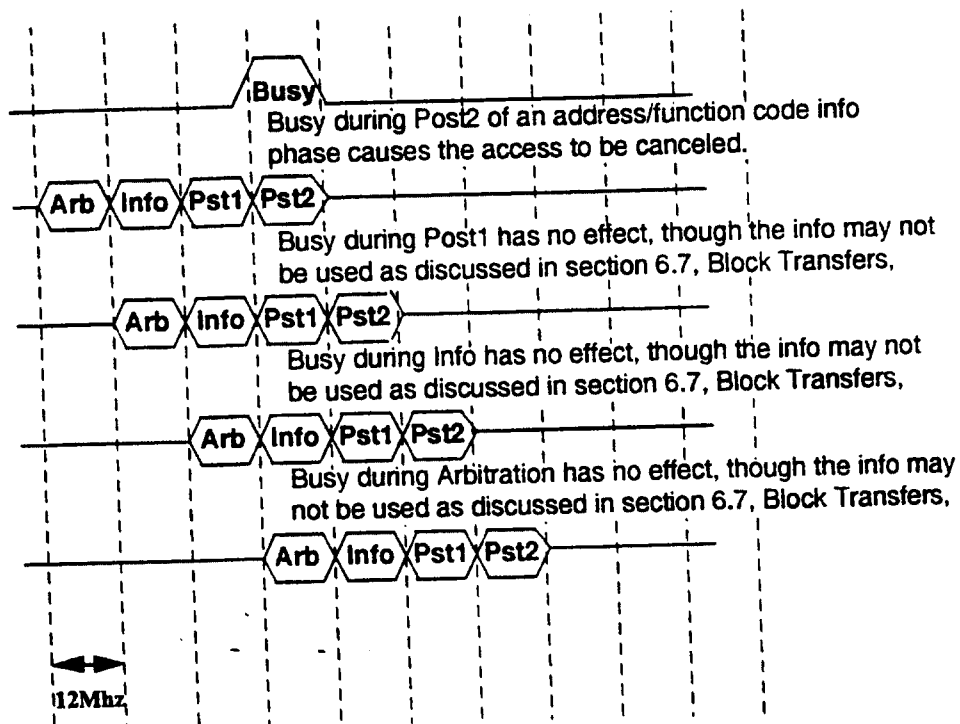 Busy
Busy during Post2 of an address/function code info
phase causes the access to be canceled.
Arb Info Pst1 Pst2
Busy during Post1 has no effect, though the info may not
be used as discussed in section 6.7, Block Transfers,
Arb Info Pst1 Pst2
Busy during Info has no effect, though the info may not
be used as discussed in section 6.7, Block Transfers,
Arb Info Pst1 Pst2
Busy during Arbitration has no effect, though the info may
not be used as discussed in section 6.7, Block Transfers,
Arb Info Pst1 Pst2
12Mhz